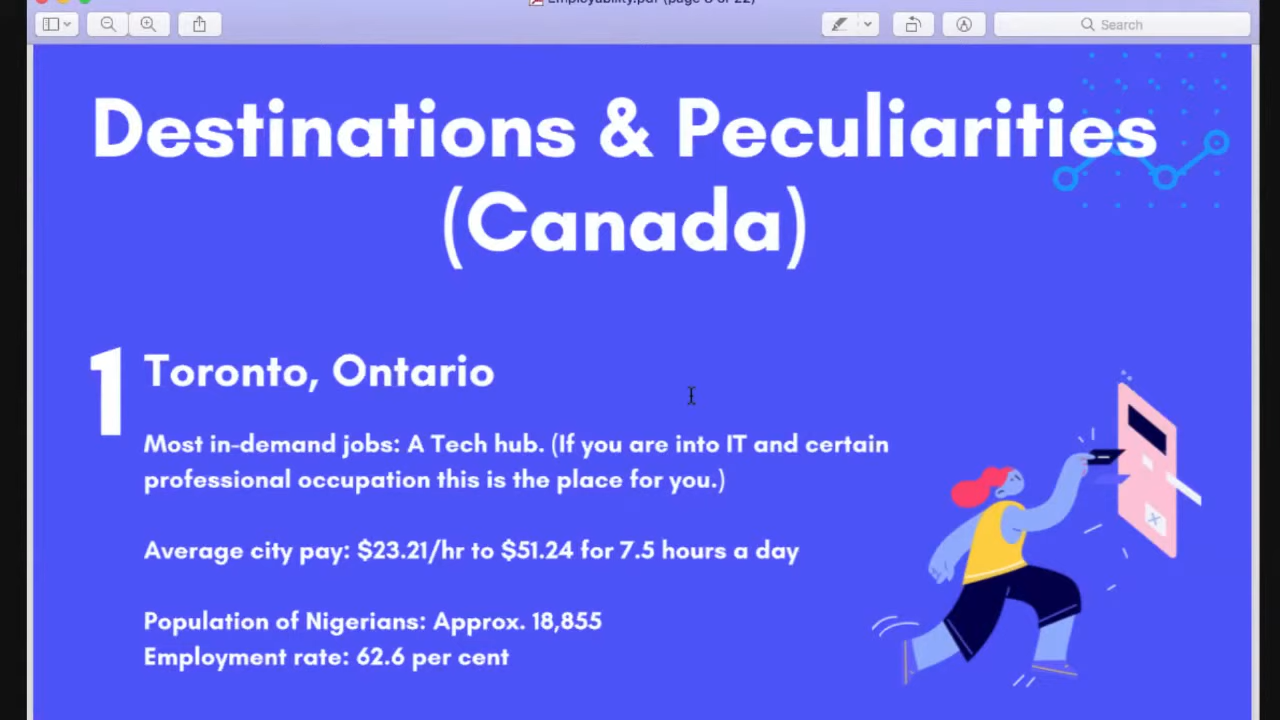 Search
Destinations & Peculiarities
(Canada)
1
Toronto, Ontario
Most in-demand jobs: A Tech hub. (If you are into IT and certain
professional occupation this is the place for you.)
Average city pay: $23.21/hr to $51.24 for 7.5 hours a day
Population of Nigerians: Approx. 18,855
Employment rate: 62.6 per cent